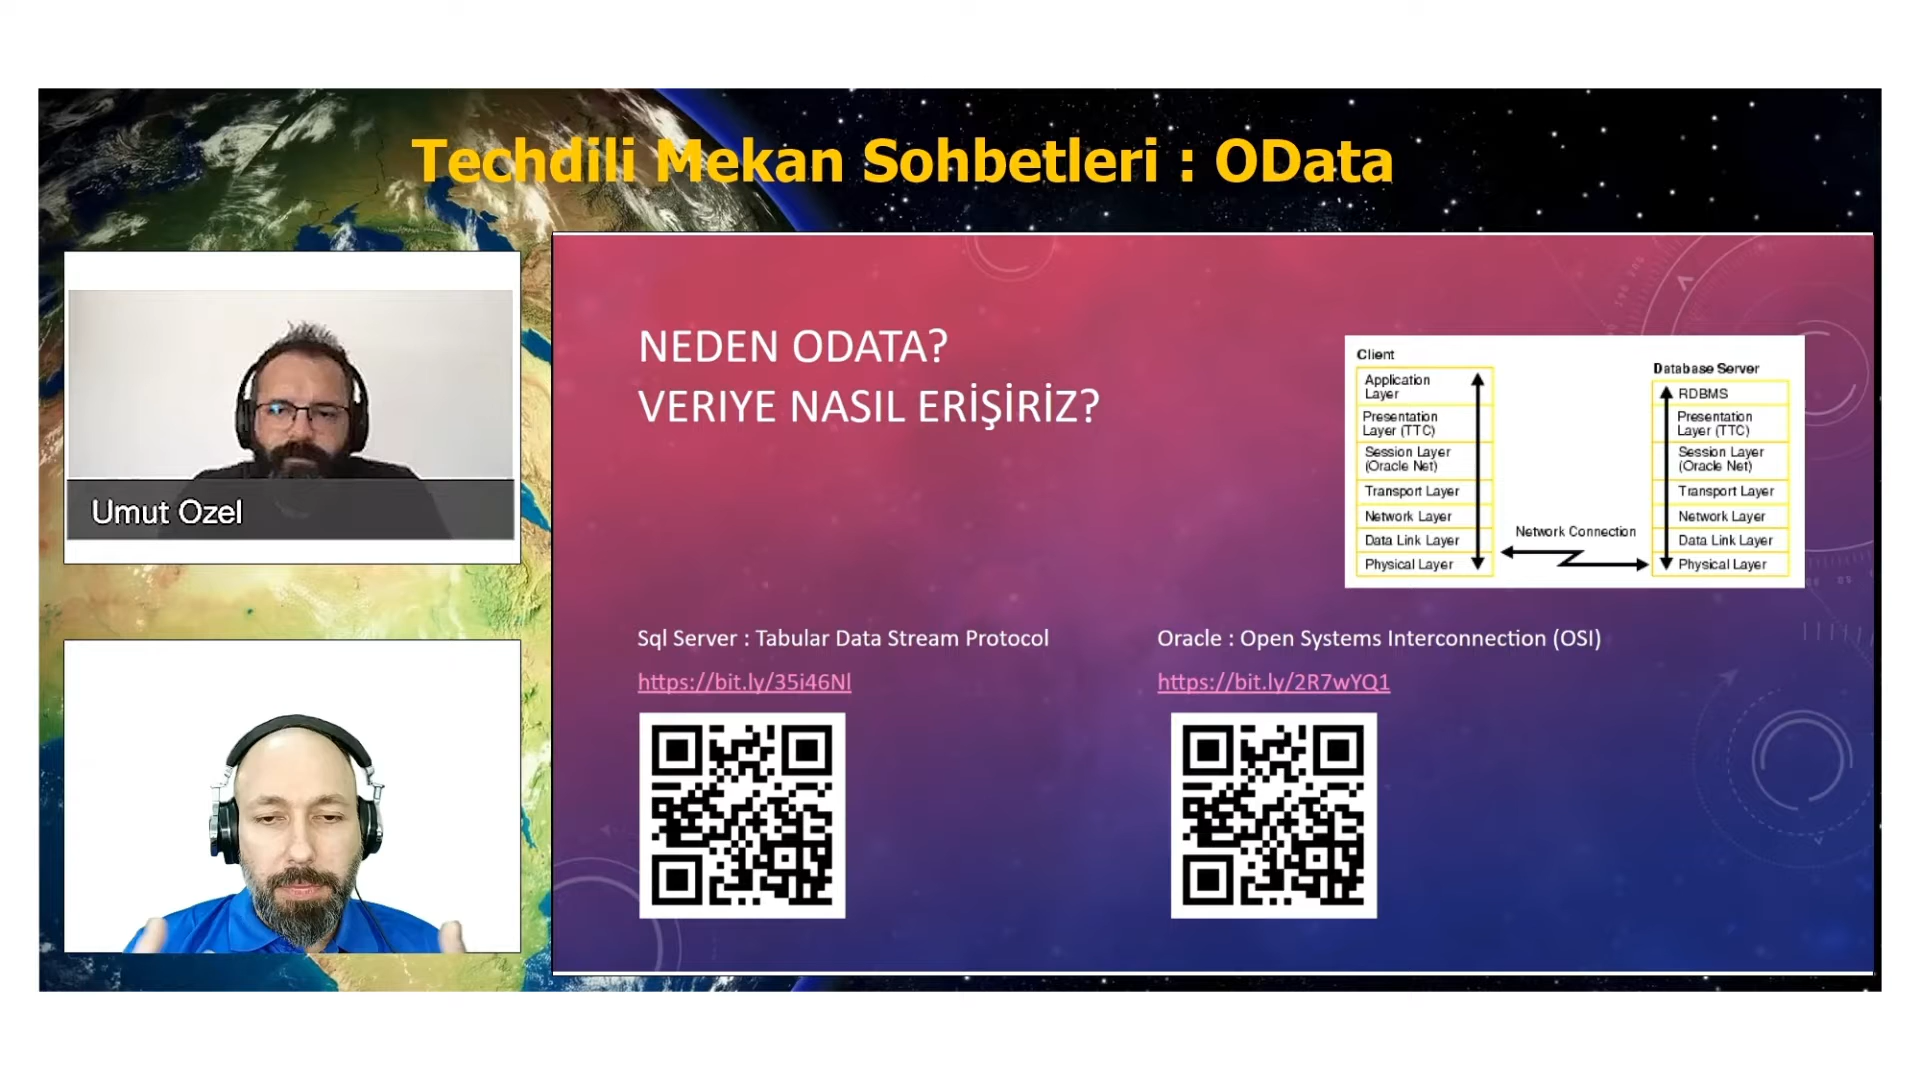 Techdili Mekan Sohbetleri : OData
Umut Ozel
NEDEN ODATA?
VERIYE NASIL ERİŞİRİZ?
Client
Application
Layer
Presentation
Layer (TTC)
Session Layer
(Oracle Net)
Transport Layer
Network Layer
Data Link Layer
Physical Layer
Network Connection
Database Server
RDBMS
Presentation
Layer (TTC)
Session Layer
(Oracle Net)
Transport Layer
Network Layer
Data Link Layer
Physical Layer
Sql Server : Tabular Data Stream Protocol
https://bit.ly/35i46Nl
Oracle : Open Systems Interconnection (OSI)
https://bit.ly/2R7wYQ1